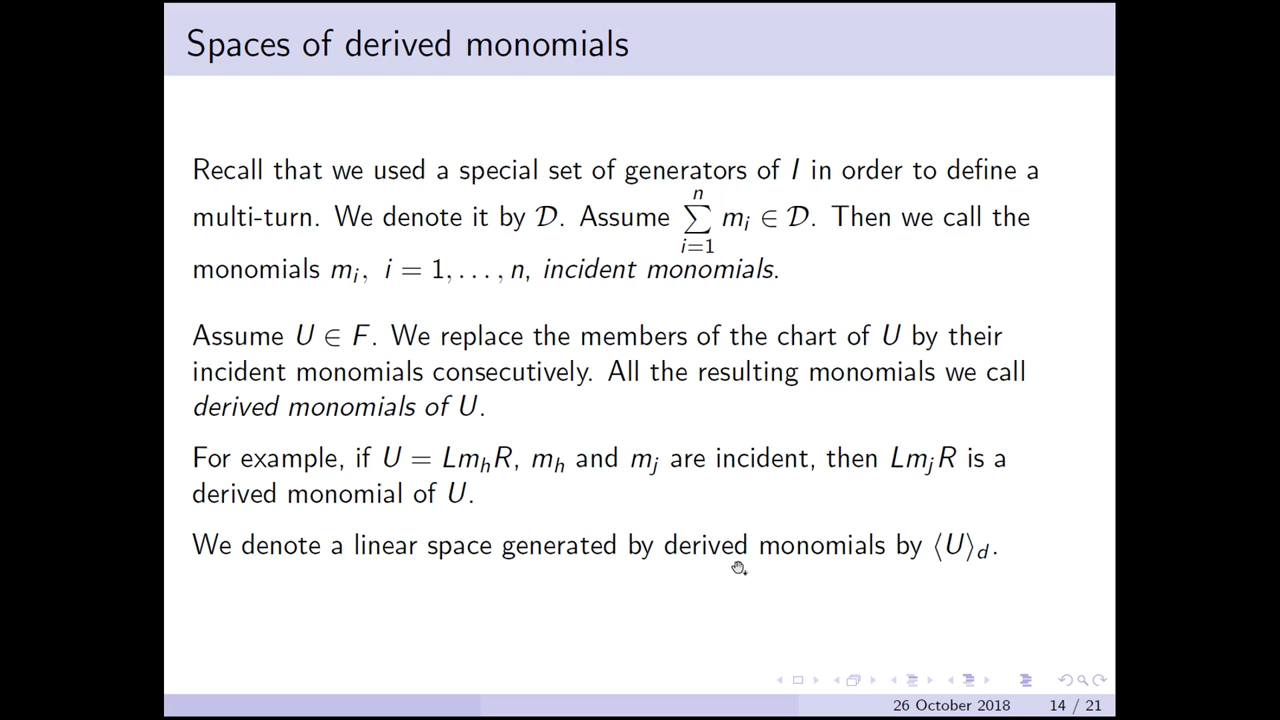 Spaces of derived monomials
Recall that we used a special set of generators of I in order to define a
multi-turn. We denote it by 𝒟. Assume ∑_{i=1}^{n} m_i ∈ 𝒟. Then we call the
monomials m_i, i = 1, . . . , n, incident monomials.
Assume U ∈ F. We replace the members of the chart of U by their
incident monomials consecutively. All the resulting monomials we call
derived monomials of U.
For example, if U = Lm_hR, m_h and m_j are incident, then Lm_jR is a
derived monomial of U.
We denote a linear space generated by derived monomials by ⟨U⟩_d.
26 October 2018 14 / 21